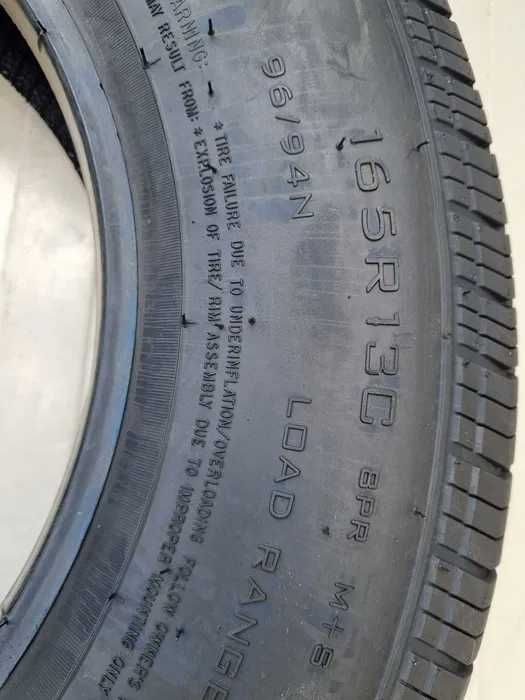 165R13C 8PR M+S
96/94N LOAD RANGE
WARNING:
* TIRE FAILURE DUE TO UNDERINFLATION/OVERLOADING FOLLOW OWNERS
MAY RESULT FROM: * EXPLOSION OF TIRE/RIM ASSEMBLY DUE TO IMPROPER MOUNTING ONLY